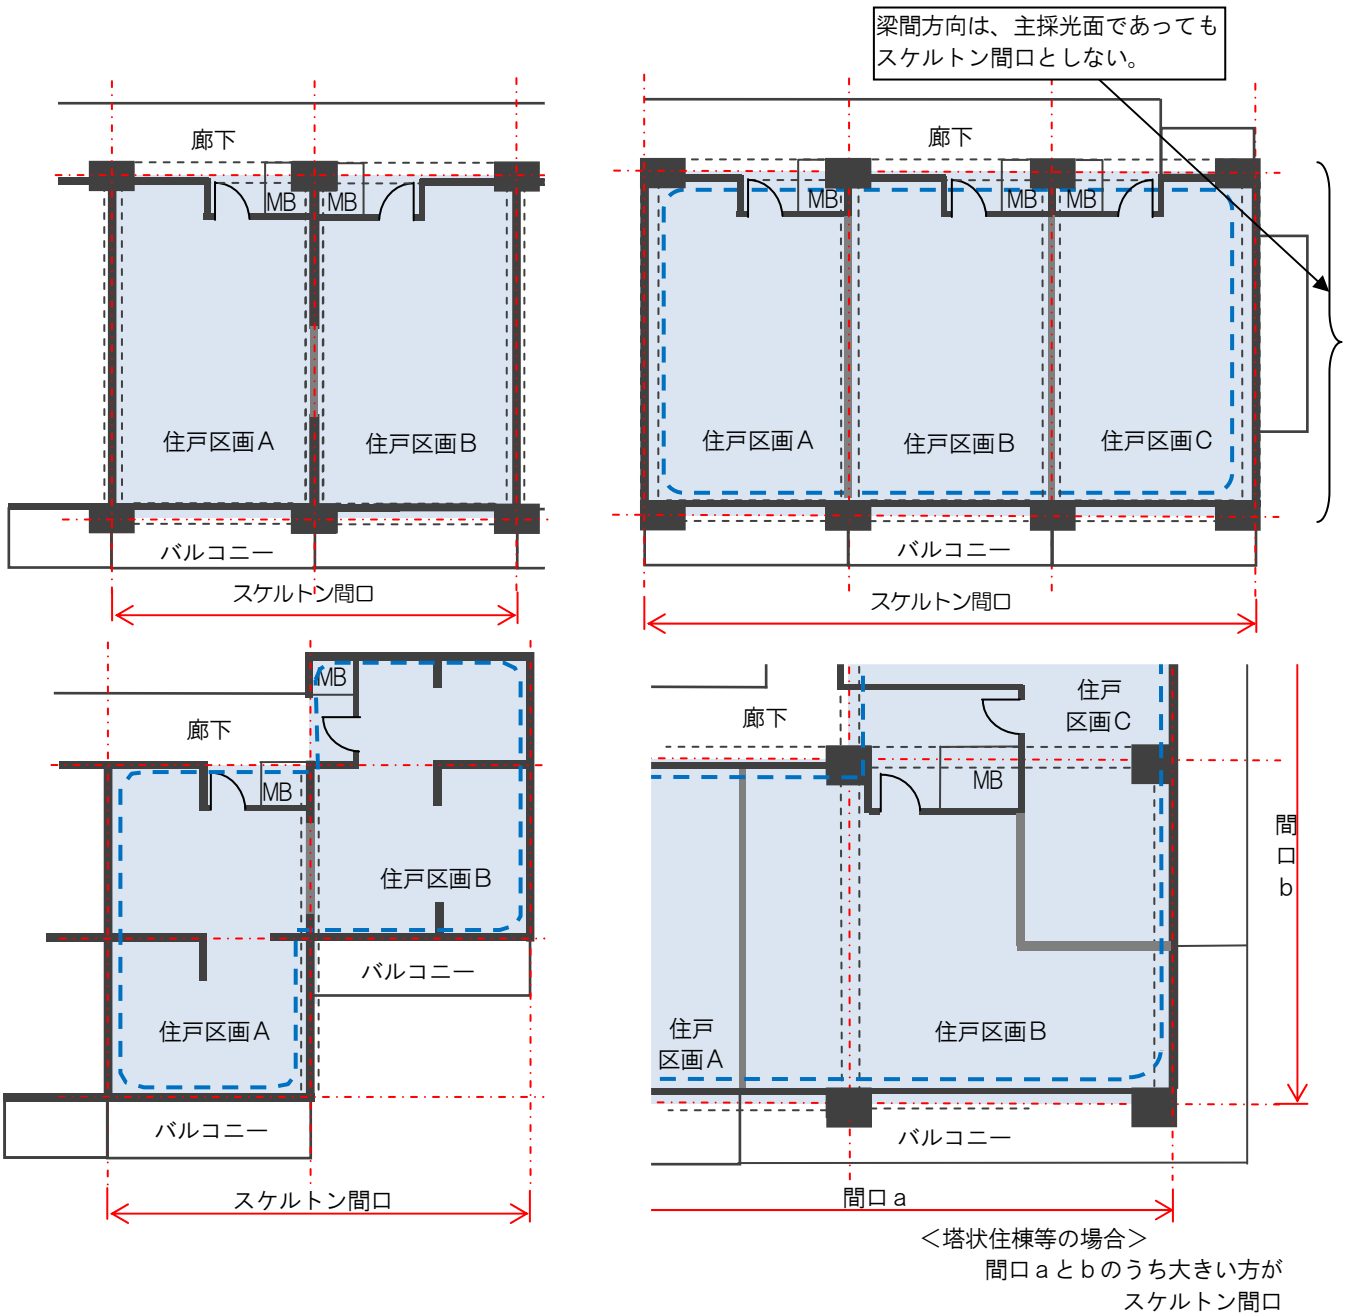 梁間方向は、主採光面であっても
スケルトン間口としない。
廊下
MB
MB
住戸区画A
住戸区画B
バルコニー
スケルトン間口
廊下
MB
MB
MB
住戸区画A
住戸区画B
住戸区画C
バルコニー
スケルトン間口
MB
廊下
MB
住戸区画B
バルコニー
住戸区画A
バルコニー
スケルトン間口
住戸
区画C
廊下
MB
間
口
b
住戸
区画A
住戸区画B
バルコニー
間口a
＜塔状住棟等の場合＞
間口aとbのうち大きい方が
スケルトン間口